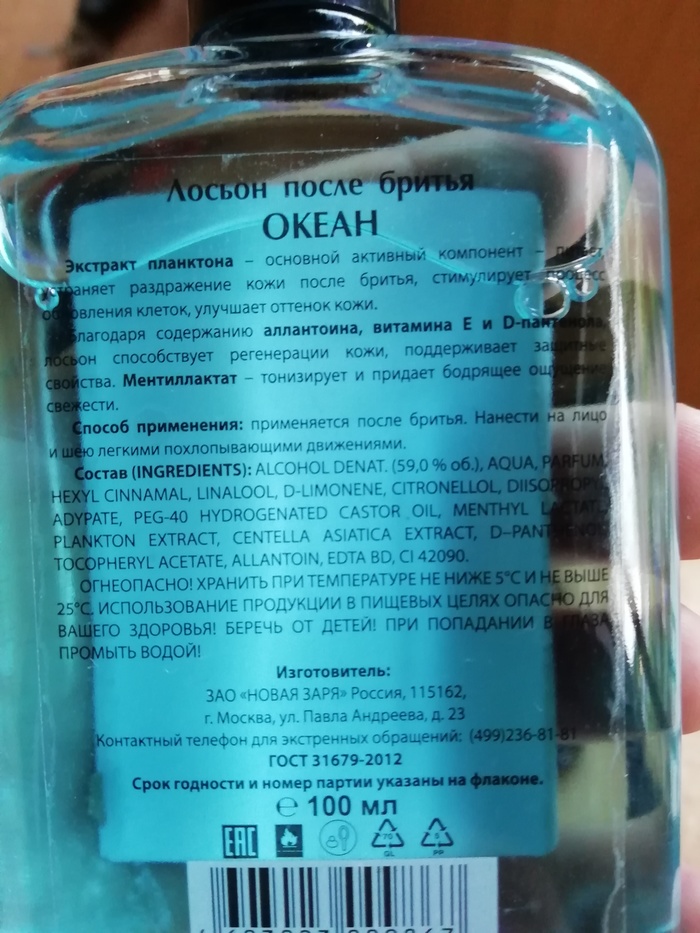 Лосьон после бритья
ОКЕАН
Экстракт планктона – основной активный компонент –
устраняет раздражение кожи после бритья, стимулирует процесс
обновления клеток, улучшает оттенок кожи.
Благодаря содержанию аллантоина, витамина Е и D-пантенола,
лосьон способствует регенерации кожи, поддерживает защитные
свойства. Ментиллактат – тонизирует и придает бодрящее ощущение
свежести.
Способ применения: применяется после бритья. Нанести на лицо
и шею легкими похлопывающими движениями.
Состав (INGREDIENTS): ALCOHOL DENAT. (59,0 % об.), AQUA, PARFUM,
HEXYL CINNAMAL, LINALOOL, D-LIMONENE, CITRONELLOL, DIISOPROPYL
ADYPATE, PEG-40 HYDROGENATED CASTOR OIL, MENTHYL LACTATE,
PLANKTON EXTRACT, CENTELLA ASIATICA EXTRACT, D–PANTHENOL,
TOCOPHERYL ACETATE, ALLANTOIN, EDTA BD, CI 42090.
ОГНЕОПАСНО! ХРАНИТЬ ПРИ ТЕМПЕРАТУРЕ НЕ НИЖЕ 5°С И НЕ ВЫШЕ
25°С. ИСПОЛЬЗОВАНИЕ ПРОДУКЦИИ В ПИЩЕВЫХ ЦЕЛЯХ ОПАСНО ДЛЯ
ВАШЕГО ЗДОРОВЬЯ! БЕРЕЧЬ ОТ ДЕТЕЙ! ПРИ ПОПАДАНИИ В ГЛАЗА
ПРОМЫТЬ ВОДОЙ!
Изготовитель:
ЗАО «НОВАЯ ЗАРЯ» Россия, 115162,
г. Москва, ул. Павла Андреева, д. 23
Контактный телефон для экстренных обращений: (499)236-81-81
ГОСТ 31679-2012
Срок годности и номер партии указаны на флаконе.
℮ 100 мл
EAC 70 GL 5 PP